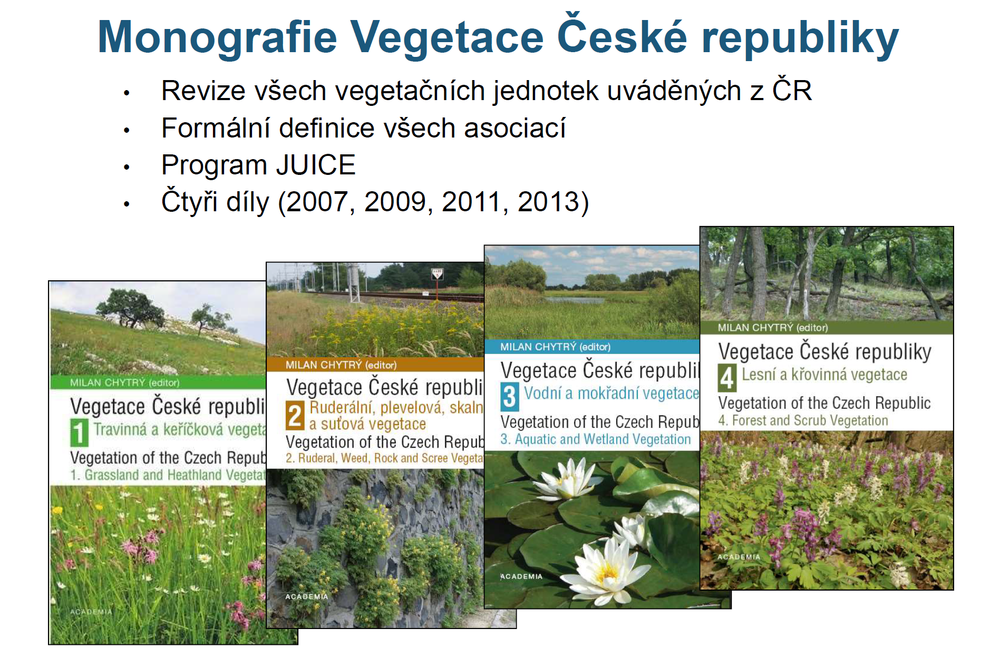 Monografie Vegetace České republiky
• Revize všech vegetačních jednotek uváděných z ČR
• Formální definice všech asociací
• Program JUICE
• Čtyři díly (2007, 2009, 2011, 2013)
MILAN CHYTRÝ (editor)
Vegetace České republi
1 Travinná a keříčková vegeta
Vegetation of the Czech Repub
1. Grassland and Heathland Vegetat
ACADEMIA
MILAN CHYTRÝ (editor)
Vegetace České republi
2 Ruderální, plevelová, skaln
a suťová vegetace
Vegetation of the Czech Repub
2. Ruderal, Weed, Rock and Scree Vegeta
ACADEMIA
MILAN CHYTRÝ (editor)
Vegetace České republik
3 Vodní a mokřadní vegetace
Vegetation of the Czech Repub
3. Aquatic and Wetland Vegetation
ACADEMIA
MILAN CHYTRÝ (editor)
Vegetace České republiky
4 Lesní a křovinná vegetace
Vegetation of the Czech Republic
4. Forest and Scrub Vegetation
ACADEMIA